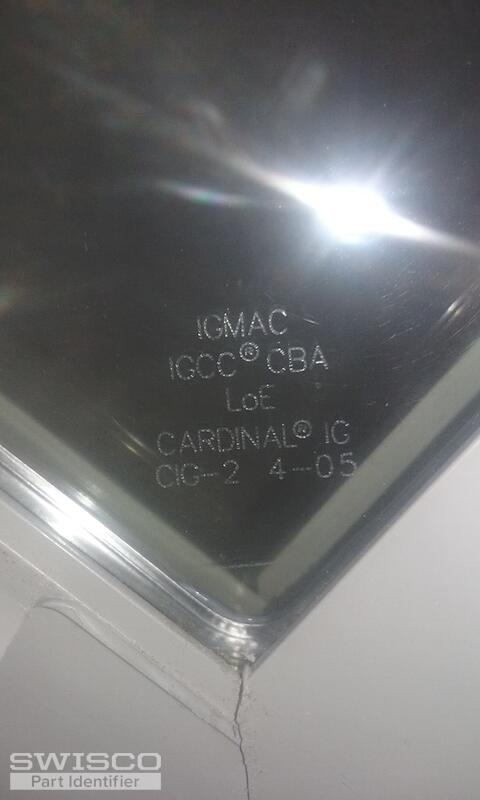 IGMAC
IGCC® CBA
LoE
CARDINAL® IG
CIG-2 4-05
SWISCO
Part Identifier